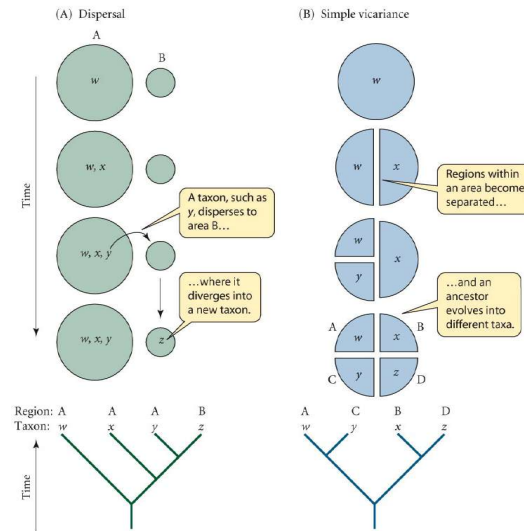 (A) Dispersal
A
B
w
w, x
w, x, y
w, x, y
z
Time
A taxon, such as
y, disperses to
area B…
…where it
diverges into
a new taxon.
Region: A A A B
Taxon: w x y z
Time
(B) Simple vicariance
w
w x
Regions within
an area become
separated…
w
x
y
…and an
ancestor
evolves into
different taxa.
A B
w x
y z
C D
A C B D
w y x z